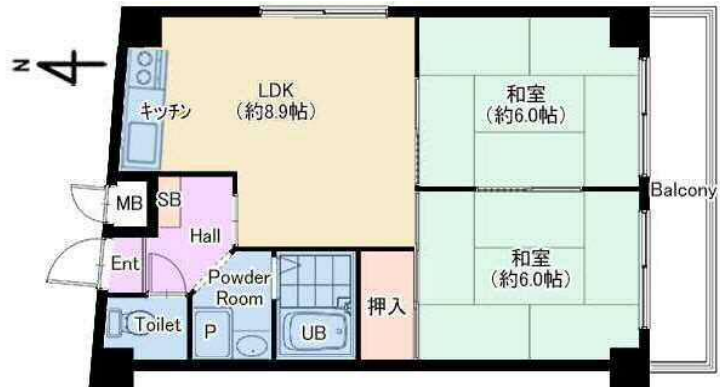 N
LDK
(約8.9帖)
キッチン
和室
(約6.0帖)
MB
SB
Hall
Balcony
Ent
Powder
Room
和室
(約6.0帖)
押入
Toilet
P
UB